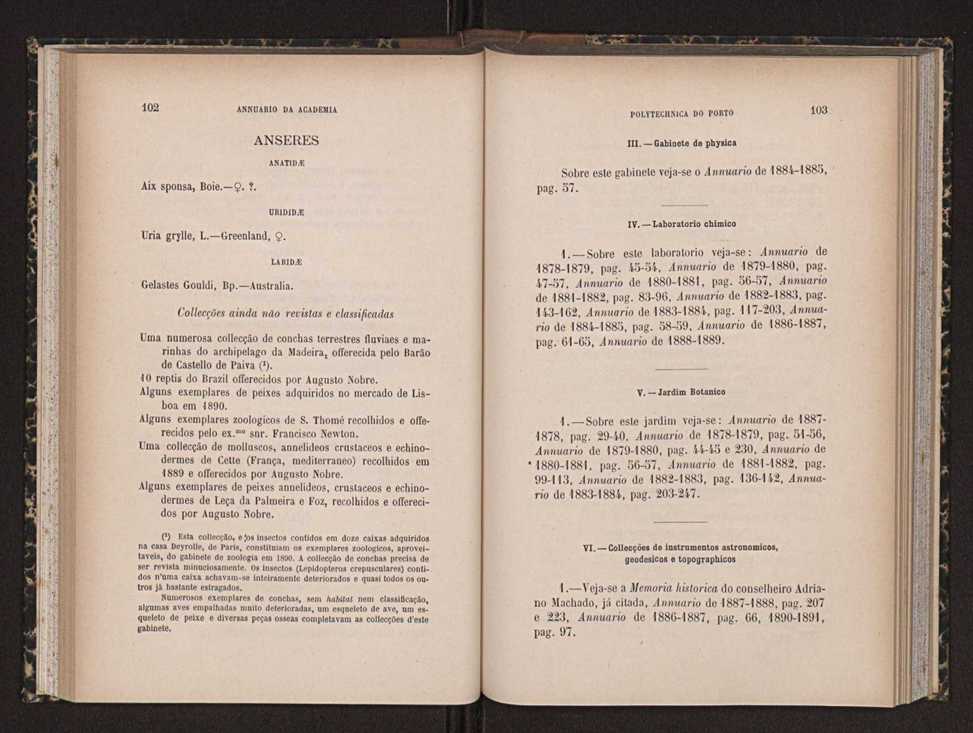 102
ANNUARIO DA ACADEMIA
ANSERES
ANATIDÆ
Aix sponsa, Boie.—♀. ?.
URIDIDÆ
Uria grylle, L.—Greenland, ♀.
LARIDÆ
Gelastes Gouldi, Bp.—Australia.
Collecções ainda não revistas e classificadas
Uma numerosa collecção de conchas terrestres fluviaes e ma-
rinhas do archipelago da Madeira, offerecida pelo Barão
de Castello de Paiva (¹).
10 reptis do Brazil offerecidos por Augusto Nobre.
Alguns exemplares de peixes adquiridos no mercado de Lis-
boa em 1890.
Alguns exemplares zoologicos de S. Thomé recolhidos e offe-
recidos pelo ex.mo snr. Francisco Newton.
Uma collecção de molluscos, annelideos crustaceos e echino-
dermes de Cette (França, mediterraneo) recolhidos em
1889 e offerecidos por Augusto Nobre.
Alguns exemplares de peixes annelideos, crustaceos e echino-
dermes de Leça da Palmeira e Foz, recolhidos e offereci-
dos por Augusto Nobre.
(¹) Esta collecção, e os insectos contidos em doze caixas adquiridos
na casa Deyrolle, de Paris, constituiam os exemplares zoologicos, aprovei-
taveis, do gabinete de zoologia em 1890. A collecção de conchas precisa de
ser revista minuciosamente. Os insectos (Lepidopteros crepusculares) conti-
dos n'uma caixa achavam-se inteiramente deteriorados e quasi todos os ou-
tros já bastante estragados.
Numerosos exemplares de conchas, sem habitat nem classificação,
algumas aves empalhadas muito deterioradas, um esqueleto de ave, um es-
queleto de peixe e diversas peças osseas completavam as collecções d'este
gabinete.
POLYTECHNICA DO PORTO
103
III. — Gabinete de physica
Sobre este gabinete veja-se o Annuario de 1884-1885,
pag. 57.
IV. — Laboratorio chimico
1.—Sobre este laboratorio veja-se: Annuario de
1878-1879, pag. 45-54, Annuario de 1879-1880, pag.
47-57, Annuario de 1880-1881, pag. 56-57, Annuario
de 1881-1882, pag. 83-96, Annuario de 1882-1883, pag.
143-162, Annuario de 1883-1884, pag. 117-203, Annua-
rio de 1884-1885, pag. 58-59, Annuario de 1886-1887,
pag. 61-65, Annuario de 1888-1889.
V. — Jardim Botanico
1.—Sobre este jardim veja-se: Annuario de 1887-
1878, pag. 29-40, Annuario de 1878-1879, pag. 51-56,
Annuario de 1879-1880, pag. 44-45 e 230, Annuario de
1880-1881, pag. 56-57, Annuario de 1881-1882, pag.
99-113, Annuario de 1882-1883, pag. 136-142, Annua-
rio de 1883-1884, pag. 203-247.
VI. — Collecções de instrumentos astronomicos,
geodesicos e topographicos
1.—Veja-se a Memoria historica do conselheiro Adria-
no Machado, já citada, Annuario de 1887-1888, pag. 207
e 223, Annuario de 1886-1887, pag. 66, 1890-1891,
pag. 97.